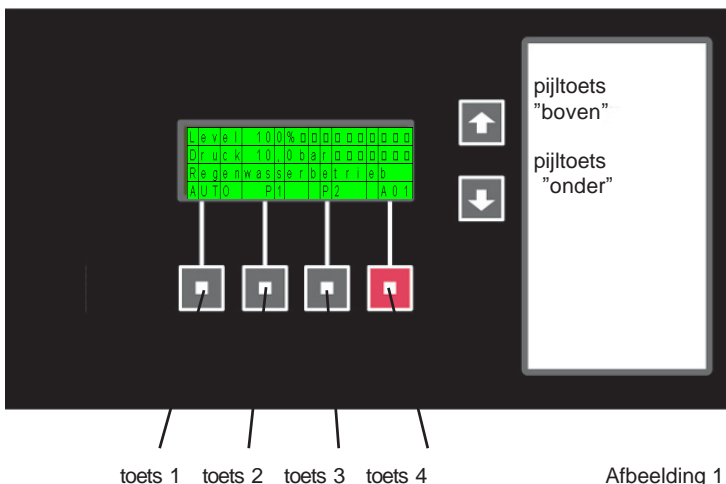 Level 100%▯▯▯▯▯▯▯▯▯
Druck 10,0bar▯▯▯▯▯▯▯
Regenwasserbetrieb
AUTO P1 P2 A01
pijltoets
"boven"
pijltoets
"onder"
toets 1 toets 2 toets 3 toets 4
Afbeelding 1